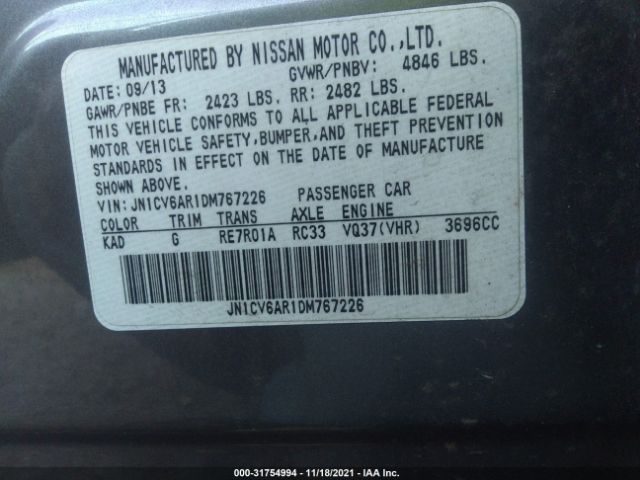 MANUFACTURED BY NISSAN MOTOR CO.,LTD.
DATE: 09/13 GVWR/PNBV: 4846 LBS.
GAWR/PNBE FR: 2423 LBS. RR: 2482 LBS.
THIS VEHICLE CONFORMS TO ALL APPLICABLE FEDERAL
MOTOR VEHICLE SAFETY,BUMPER,AND THEFT PREVENTION
STANDARDS IN EFFECT ON THE DATE OF MANUFACTURE
SHOWN ABOVE.
VIN: JN1CV6AR1DM767226 PASSENGER CAR
COLOR TRIM TRANS AXLE ENGINE
KAD G RE7R01A RC33 VQ37(VHR) 3696CC
JN1CV6AR1DM767226
000-31754994 - 11/18/2021 - IAA Inc.